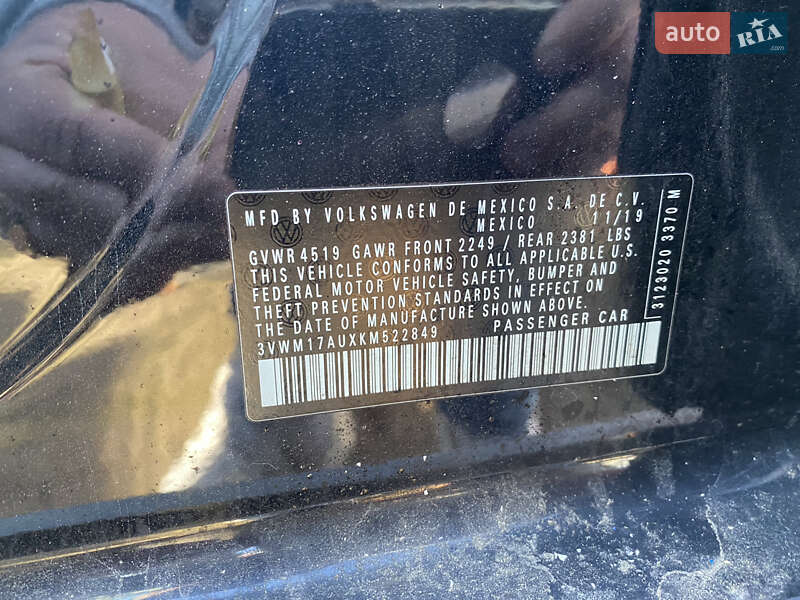 auto RIA
.com
MFD BY VOLKSWAGEN DE MEXICO S.A. DE C.V.
MEXICO 11/19
GVWR 4519 GAWR FRONT 2249 / REAR 2381 LBS
THIS VEHICLE CONFORMS TO ALL APPLICABLE U.S.
FEDERAL MOTOR VEHICLE SAFETY, BUMPER AND
THEFT PREVENTION STANDARDS IN EFFECT ON
THE DATE OF MANUFACTURE SHOWN ABOVE.
3VWM17AUXKM522849 PASSENGER CAR
3123020 3370 M